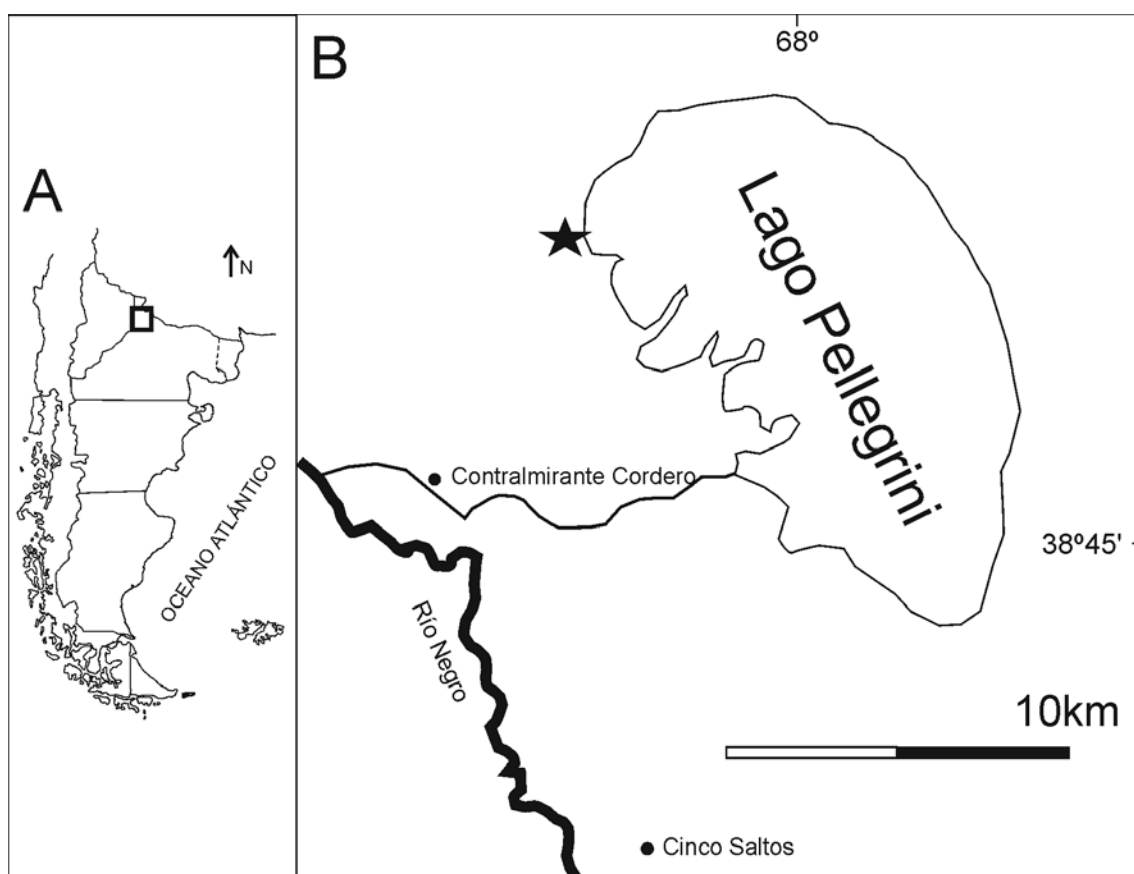 A
N
OCEANO ATLÁNTICO
B
68º
Lago Pellegrini
Contralmirante Cordero
38º45'
Río Negro
10km
Cinco Saltos